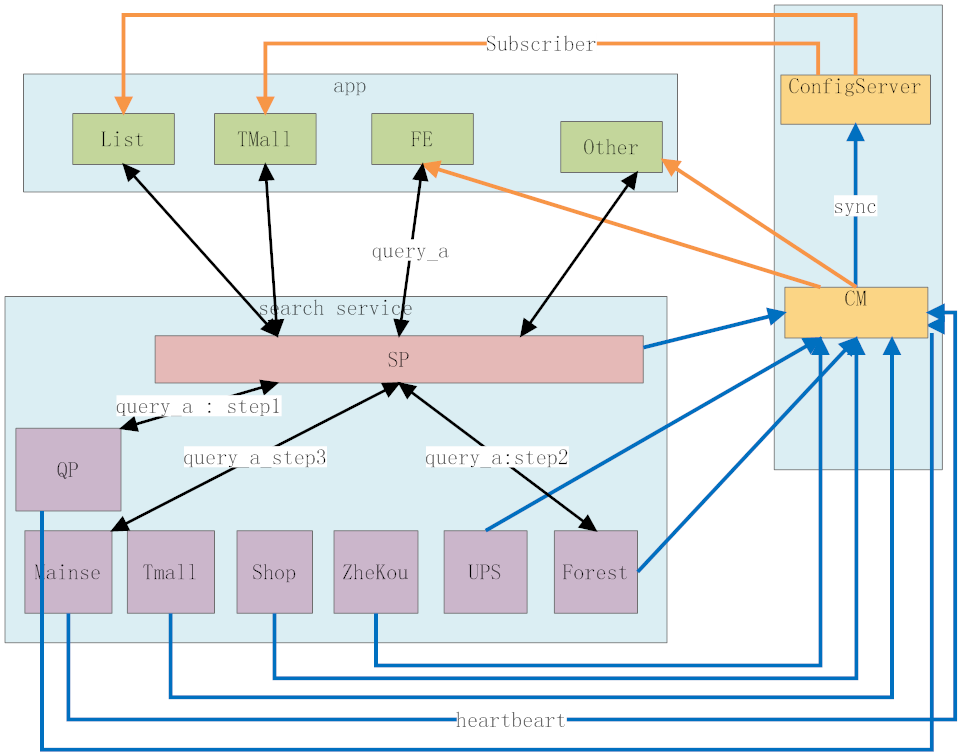 Subscriber
ConfigServer
app
List
TMall
FE
Other
sync
query_a
CM
search service
SP
query_a : step1
query_a_step3
query_a:step2
QP
Mainse
Tmall
Shop
ZheKou
UPS
Forest
heartbeart